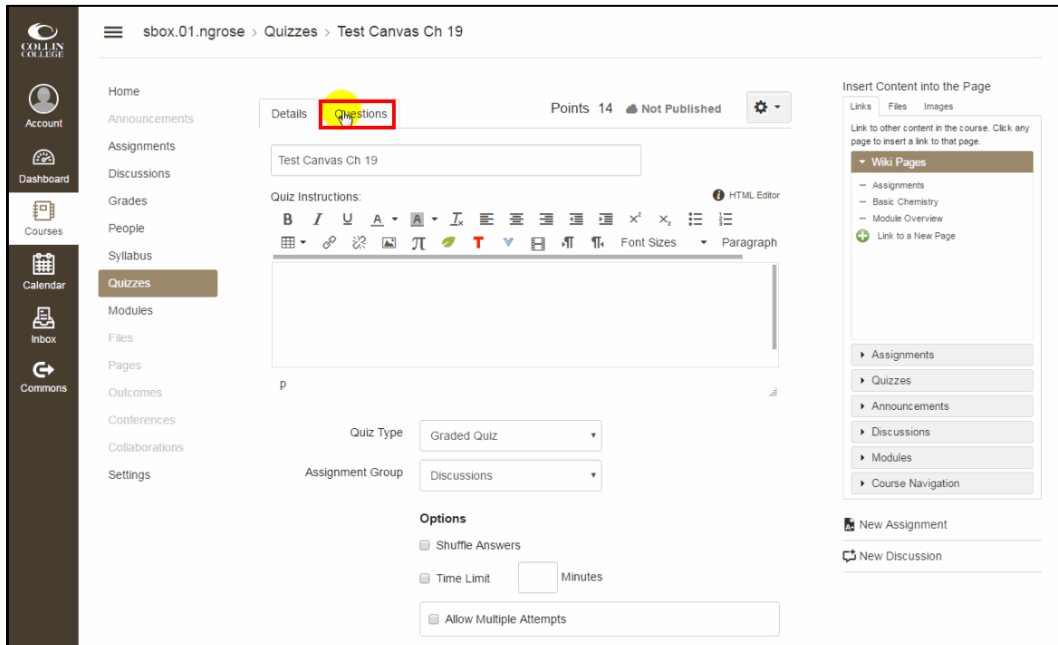 COLLIN
COLLEGE
Account
Dashboard
Courses
Calendar
Inbox
Commons
sbox.01.ngrose > Quizzes > Test Canvas Ch 19
Home
Announcements
Assignments
Discussions
Grades
People
Syllabus
Quizzes
Modules
Files
Pages
Outcomes
Conferences
Collaborations
Settings
Details
Questions
Points 14 Not Published
Test Canvas Ch 19
Quiz Instructions:
HTML Editor
B I U A A Tx x² x₂
π T V Font Sizes Paragraph
p
Quiz Type Graded Quiz
Assignment Group Discussions
Options
Shuffle Answers
Time Limit Minutes
Allow Multiple Attempts
Insert Content into the Page
Links Files Images
Link to other content in the course. Click any
page to insert a link to that page.
Wiki Pages
Assignments
Basic Chemistry
Module Overview
Link to a New Page
Assignments
Quizzes
Announcements
Discussions
Modules
Course Navigation
New Assignment
New Discussion